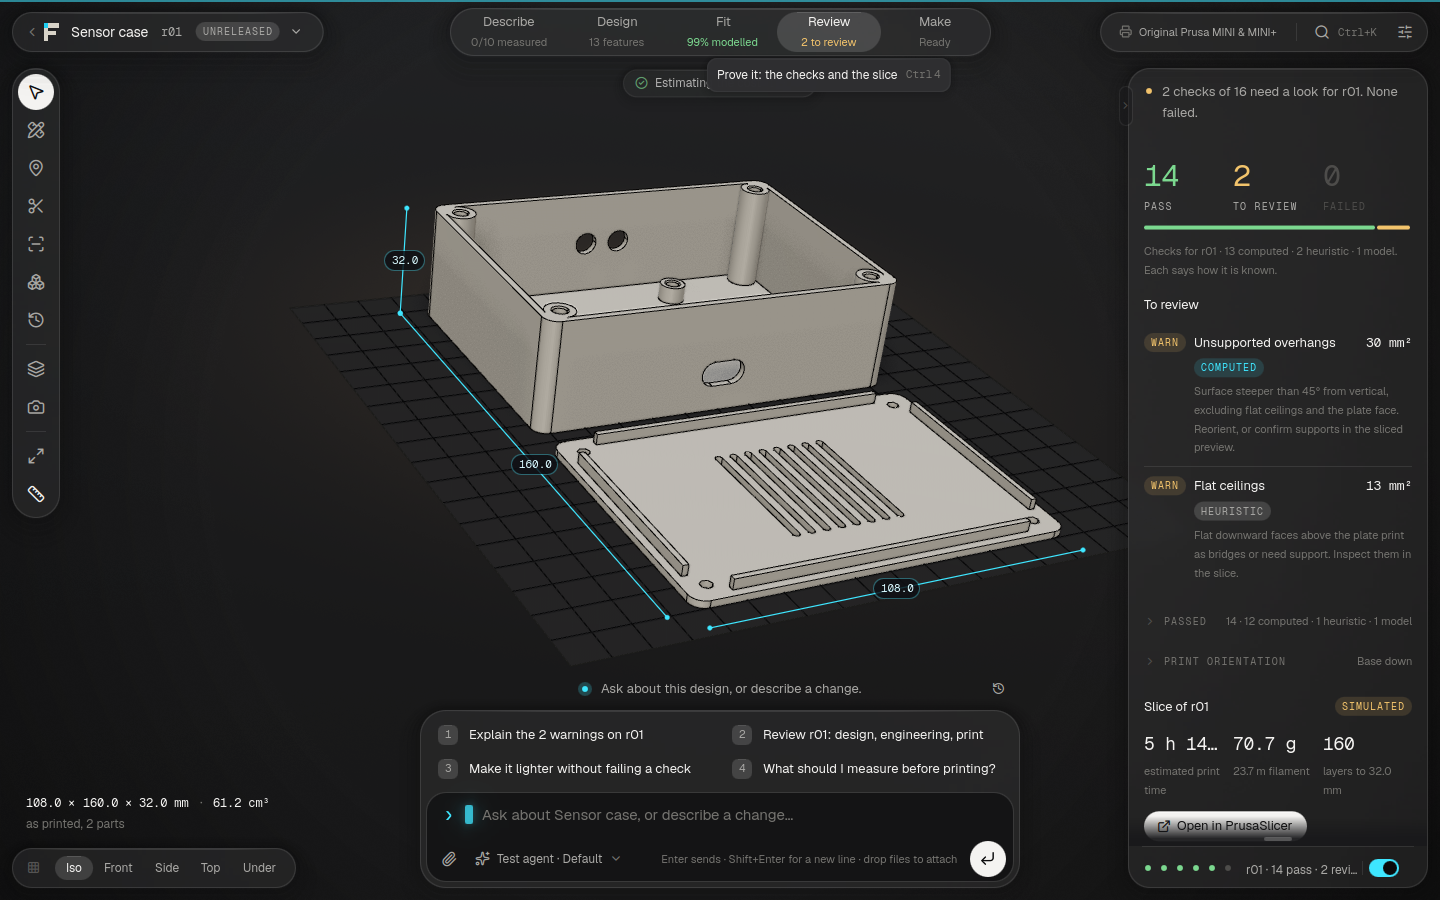 Sensor case r01 UNRELEASED
Describe
0/10 measured
Design
13 features
Fit
99% modelled
Review
2 to review
Make
Ready
Original Prusa MINI & MINI+
Ctrl+K
Estimating
Prove it: the checks and the slice Ctrl 4
2 checks of 16 need a look for r01. None
failed.
14
PASS
2
TO REVIEW
0
FAILED
Checks for r01 · 13 computed · 2 heuristic · 1 model.
Each says how it is known.
To review
WARN Unsupported overhangs 30 mm²
COMPUTED
Surface steeper than 45° from vertical,
excluding flat ceilings and the plate face.
Reorient, or confirm supports in the sliced
preview.
WARN Flat ceilings 13 mm²
HEURISTIC
Flat downward faces above the plate print
as bridges or need support. Inspect them in
the slice.
PASSED 14 · 12 computed · 1 heuristic · 1 model
PRINT ORIENTATION Base down
Slice of r01 SIMULATED
5 h 14…
estimated print
time
70.7 g
23.7 m filament
160
layers to 32.0
mm
Open in PrusaSlicer
r01 · 14 pass · 2 revi…
32.0
160.0
108.0
Ask about this design, or describe a change.
1 Explain the 2 warnings on r01
2 Review r01: design, engineering, print
3 Make it lighter without failing a check
4 What should I measure before printing?
Ask about Sensor case, or describe a change…
Test agent · Default
Enter sends · Shift+Enter for a new line · drop files to attach
108.0 × 160.0 × 32.0 mm · 61.2 cm³
as printed, 2 parts
Iso Front Side Top Under